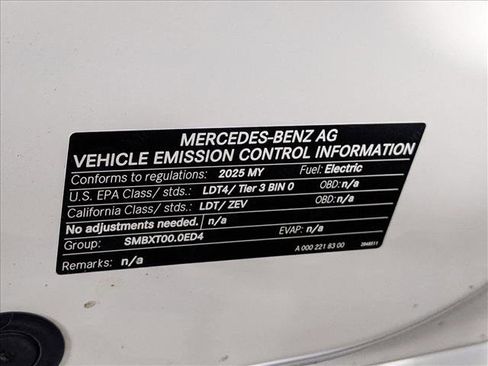 MERCEDES-BENZ AG
VEHICLE EMISSION CONTROL INFORMATION
Conforms to regulations: 2025 MY Fuel: Electric
U.S. EPA Class/ stds.: LDT4/ Tier 3 BIN 0 OBD: n/a
California Class/ stds.: LDT/ ZEV OBD: n/a
No adjustments needed. n/a
Group: SMBXT00.0ED4 EVAP: n/a
Remarks: n/a A 000 221 83 00